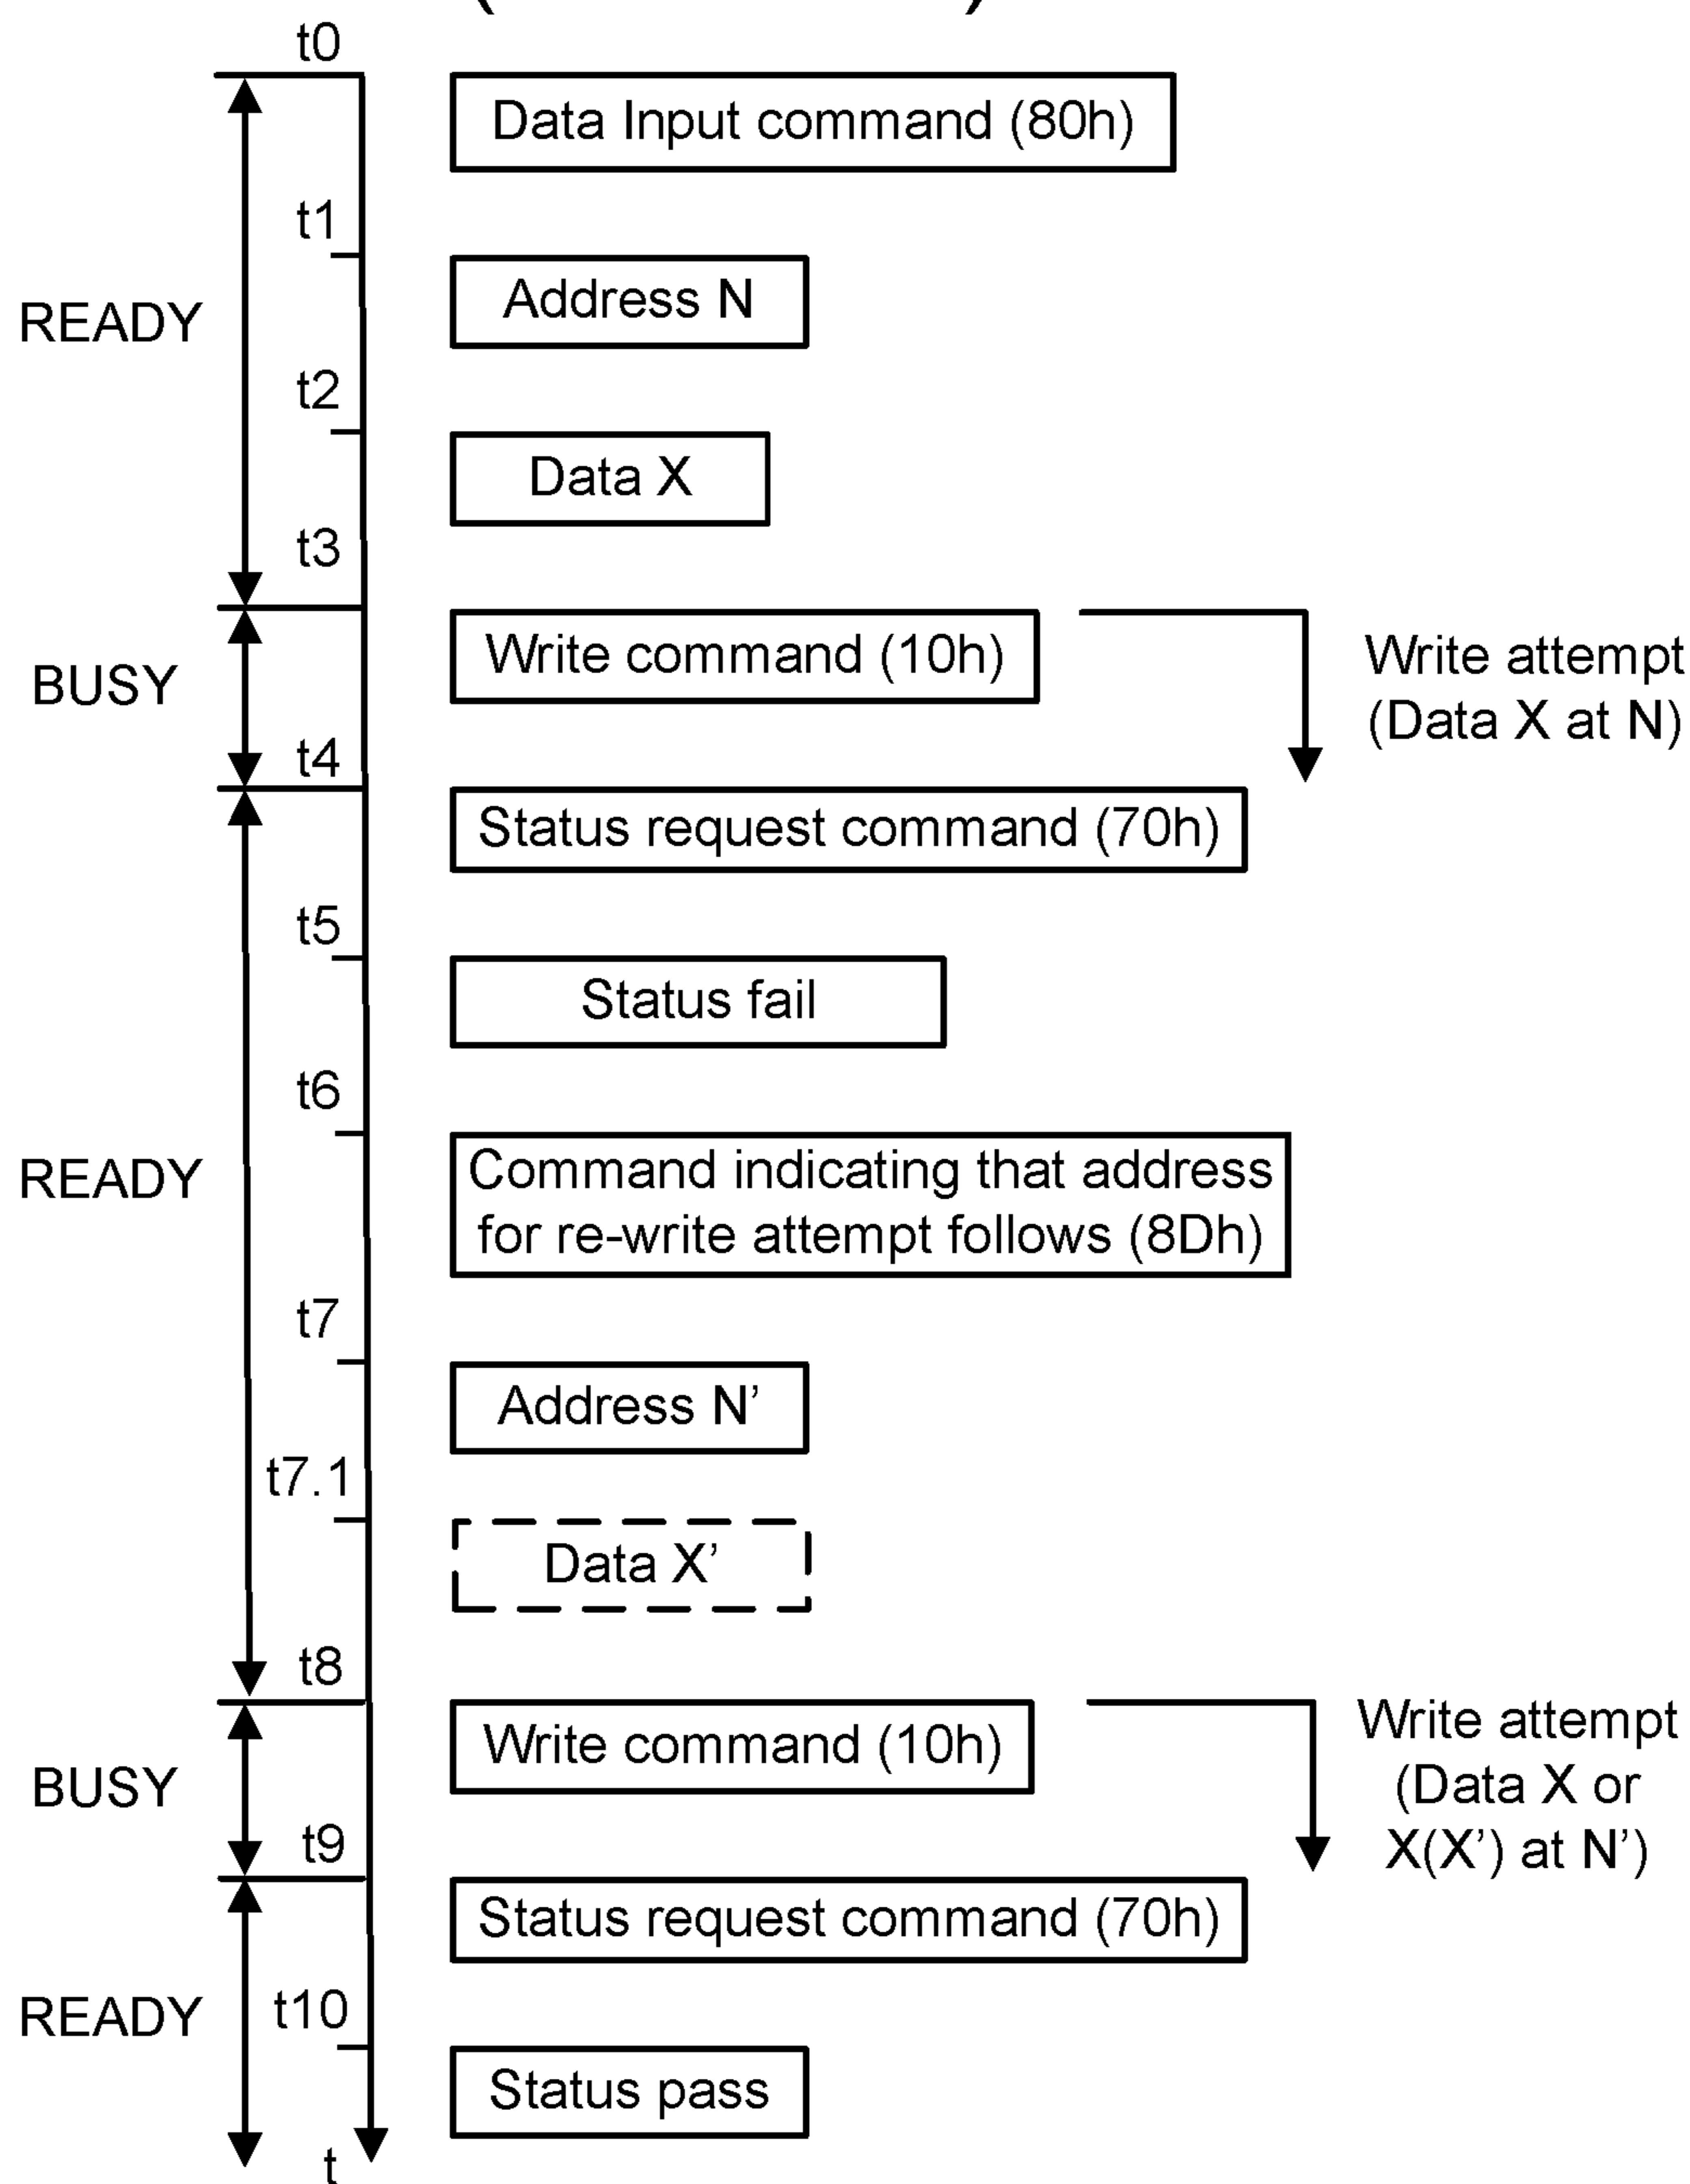 t0
Data Input command (80h)
t1
Address N
READY
t2
Data X
t3
Write command (10h)
Write attempt
(Data X at N)
BUSY
t4
Status request command (70h)
t5
Status fail
t6
Command indicating that address
for re-write attempt follows (8Dh)
READY
t7
Address N’
t7.1
Data X’
t8
Write command (10h)
Write attempt
(Data X or
X(X’) at N’)
BUSY
t9
Status request command (70h)
READY
t10
Status pass
t